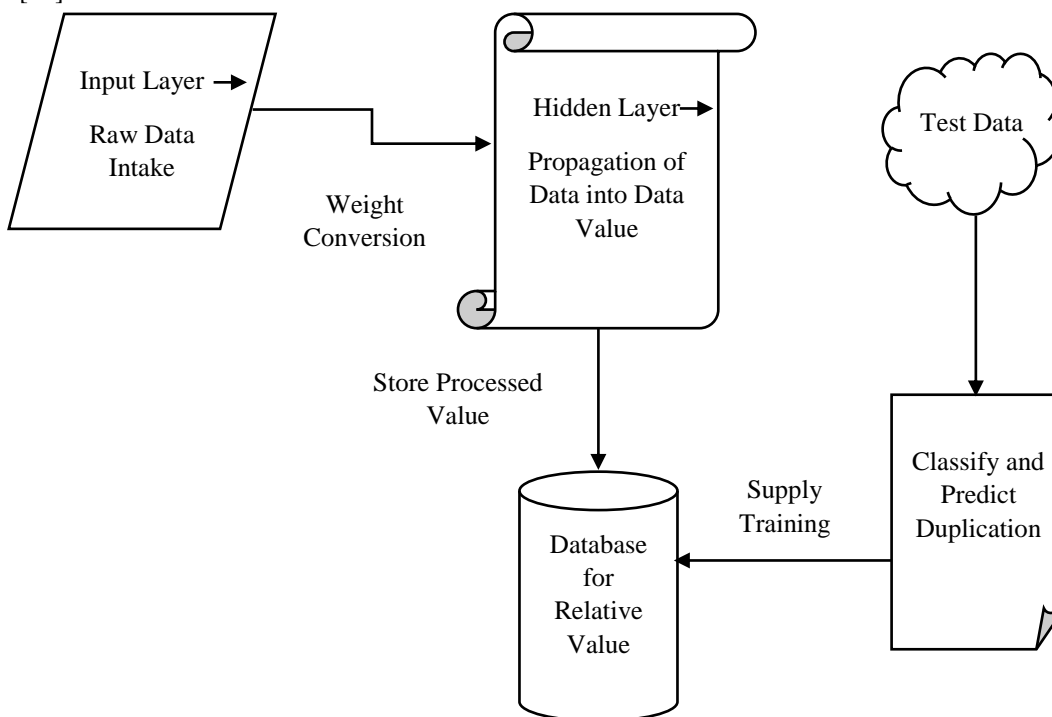 Input Layer
Raw Data
Intake
Weight
Conversion
Hidden Layer
Propagation of
Data into Data
Value
Test Data
Store Processed
Value
Database
for
Relative
Value
Supply
Training
Classify and
Predict
Duplication